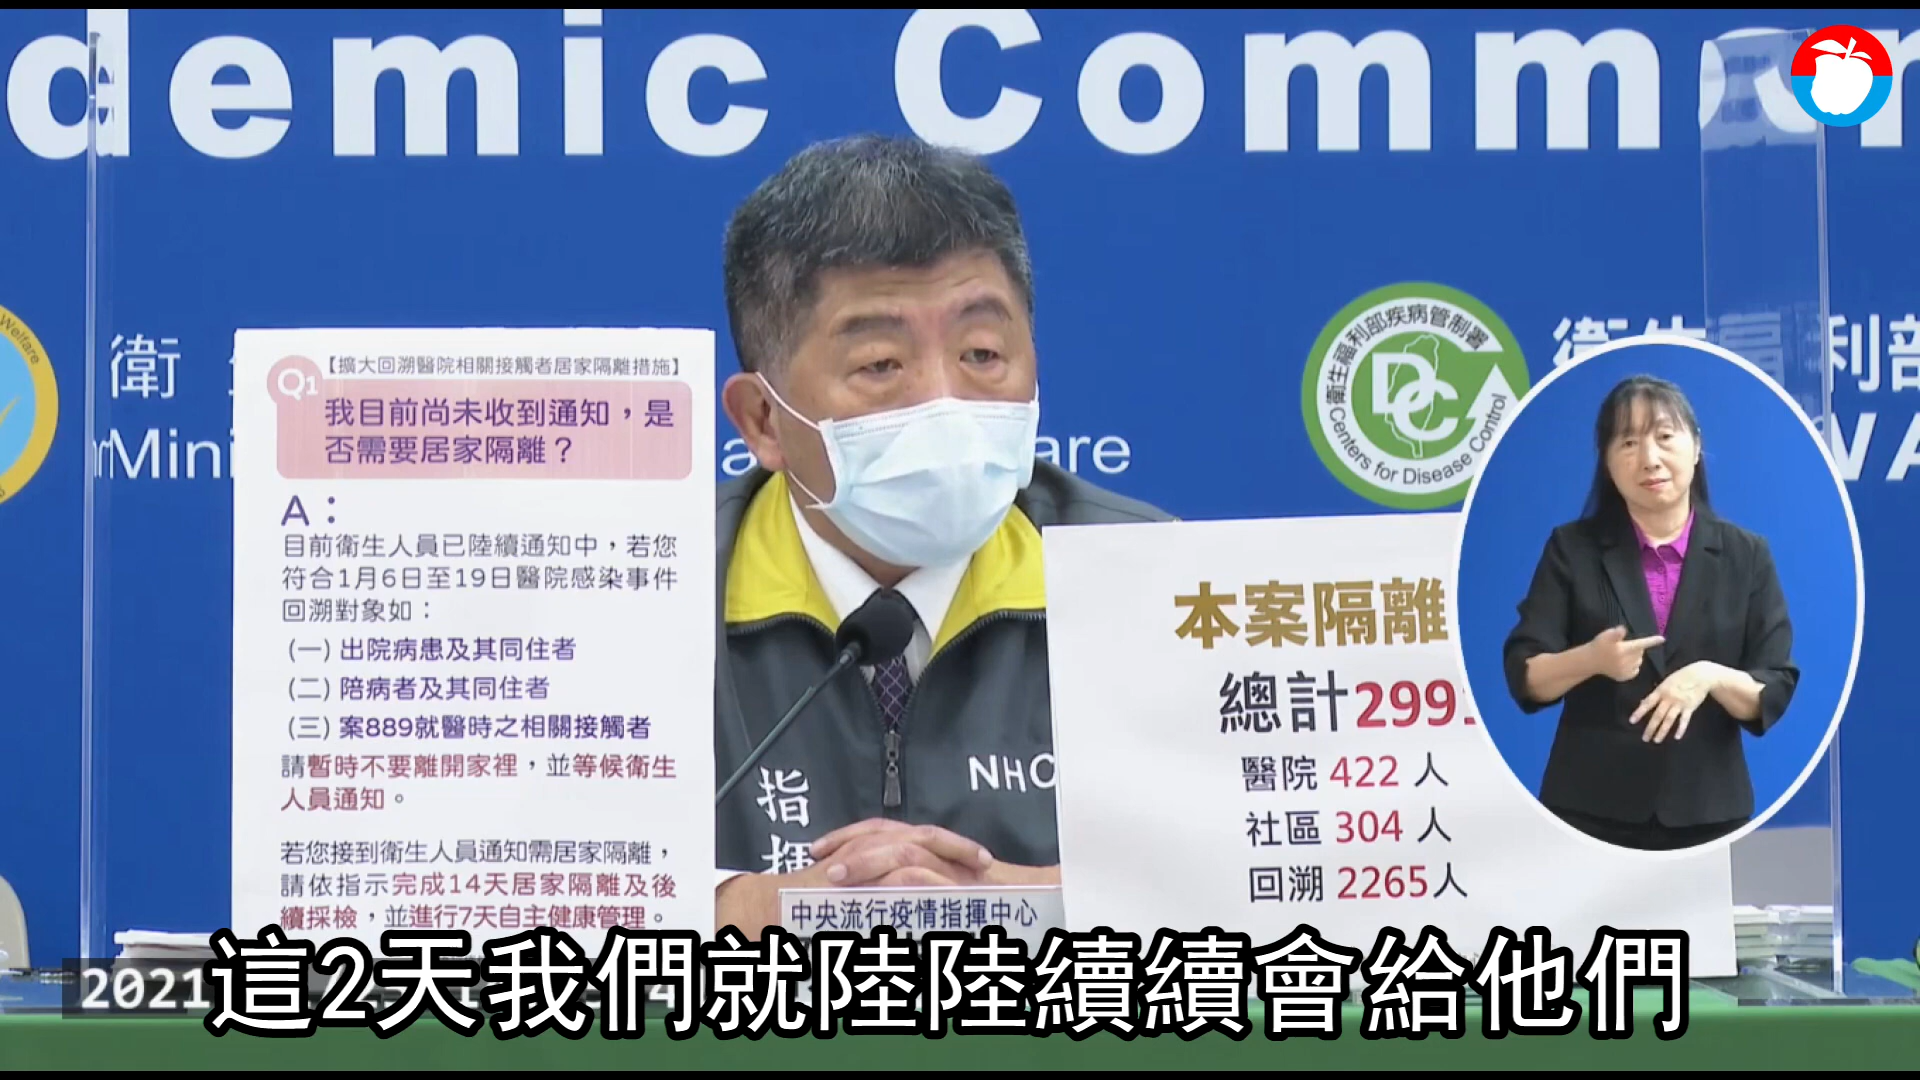 demic Comm
衛
Mini
are
Welfare
衛生福利部疾病管制署
DC
Centers for Disease Control
利部
【擴大回溯醫院相關接觸者居家隔離措施】
Q1
我目前尚未收到通知，是
否需要居家隔離？
A：
目前衛生人員已陸續通知中，若您
符合1月6日至19日醫院感染事件
回溯對象如：
(一) 出院病患及其同住者
(二) 陪病者及其同住者
(三) 案889就醫時之相關接觸者
請暫時不要離開家裡，並等候衛生
人員通知。
若您接到衛生人員通知需居家隔離，
請依指示完成14天居家隔離及後
續採檢，並進行7天自主健康管理。
NHC
指揮
本案隔離
總計299
醫院 422 人
社區 304 人
回溯 2265人
中央流行疫情指揮中心
2021
這2天我們就陸陸續續會給他們